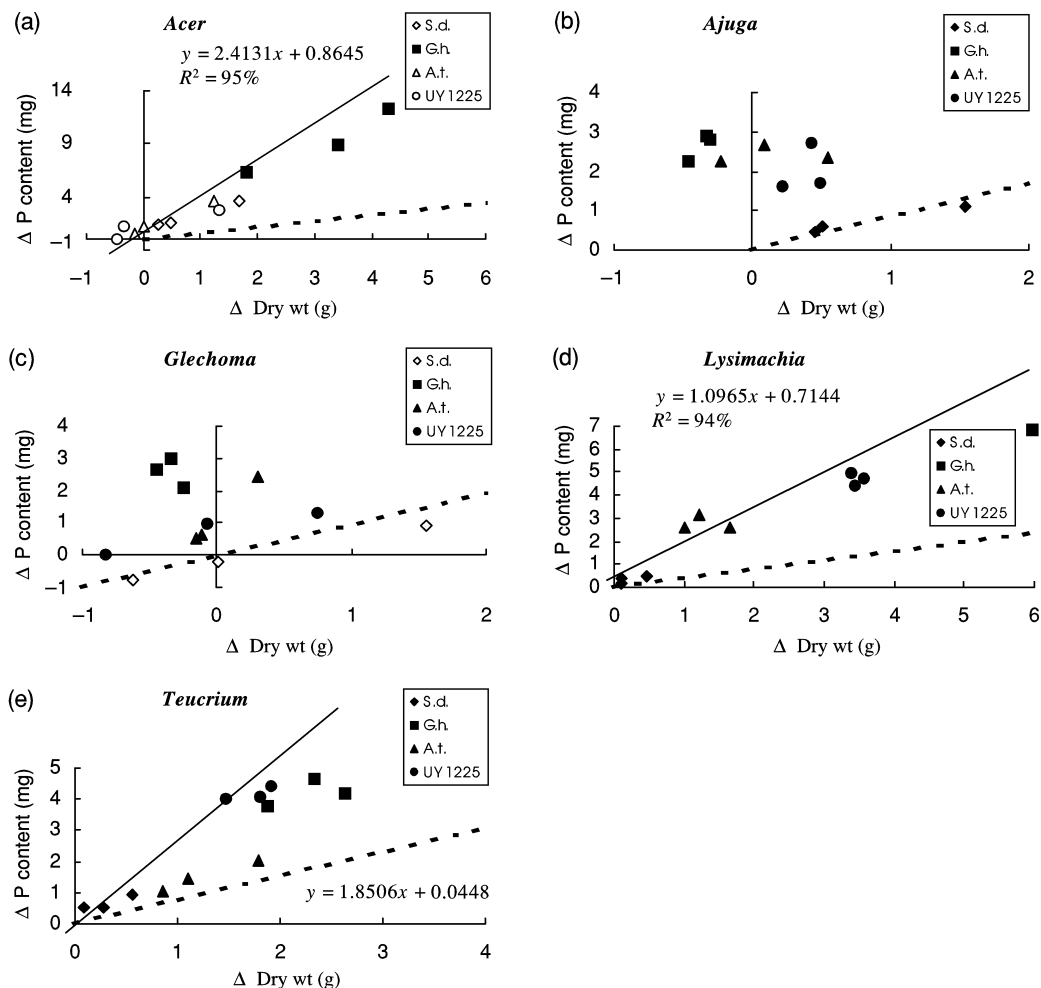 (a)
Acer
y = 2.4131x + 0.8645
R² = 95%
S.d.
G.h.
A.t.
UY1225
Δ P content (mg)
14
9
4
–1
–1 0 1 2 3 4 5 6
Δ Dry wt (g)
(b)
Ajuga
S.d.
G.h.
A.t.
UY1225
Δ P content (mg)
4
3
2
1
0
–1 0 1 2
Δ Dry wt (g)
(c)
Glechoma
S.d.
G.h.
A.t.
UY1225
Δ P content (mg)
4
3
2
1
0
–1
–1 0 1 2
Δ Dry wt (g)
(d)
Lysimachia
y = 1.0965x + 0.7144
R² = 94%
S.d.
G.h.
A.t.
UY1225
Δ P content (mg)
7
6
5
4
3
2
1
0
0 1 2 3 4 5 6
Δ Dry wt (g)
(e)
Teucrium
S.d.
G.h.
A.t.
UY1225
Δ P content (mg)
5
4
3
2
1
0
y = 1.8506x + 0.0448
0 1 2 3 4
Δ Dry wt (g)